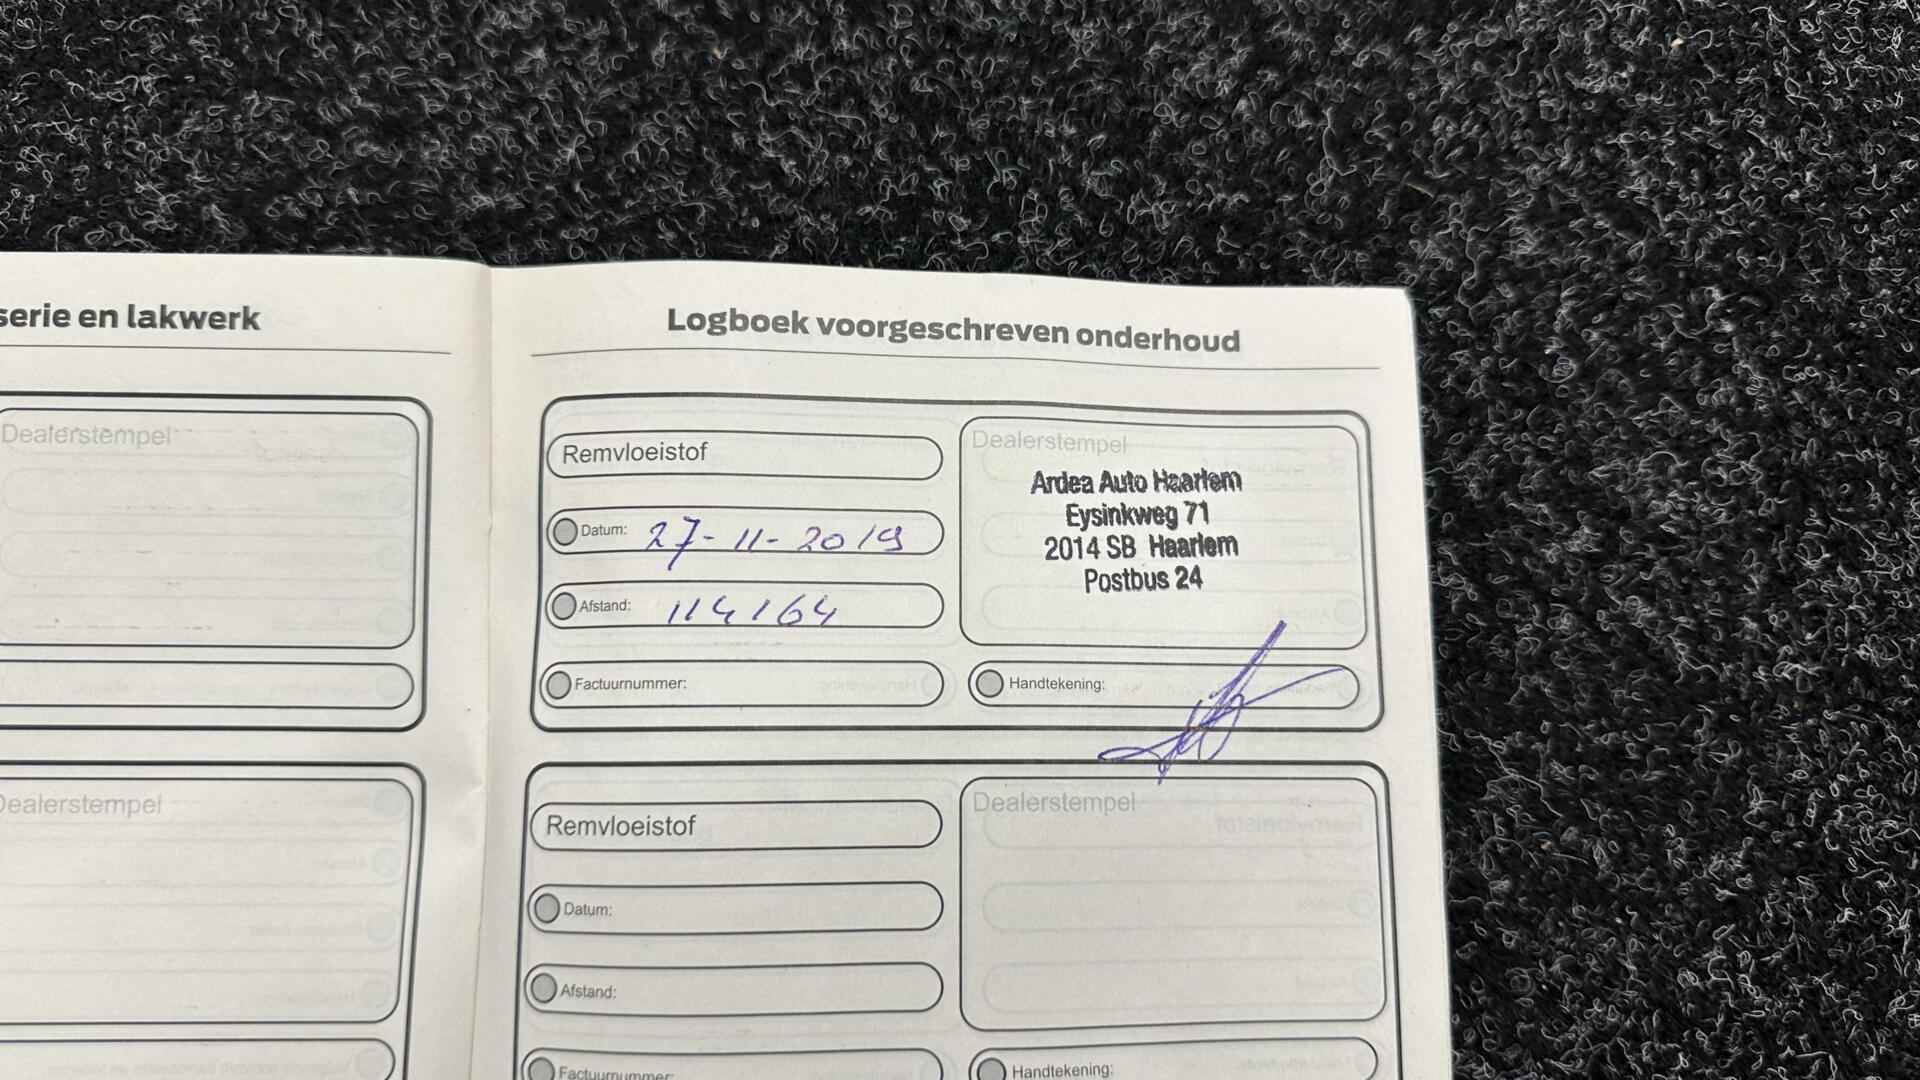 serie en lakwerk
Dealerstempel
Dealerstempel
Logboek voorgeschreven onderhoud
Remvloeistof
Datum: 27-11-2019
Afstand: 114164
Factuurnummer:
Dealerstempel
Ardea Auto Haarlem
Eysinkweg 71
2014 SB Haarlem
Postbus 24
Handtekening:
Remvloeistof
Datum:
Afstand:
Factuurnummer:
Dealerstempel
Handtekening: